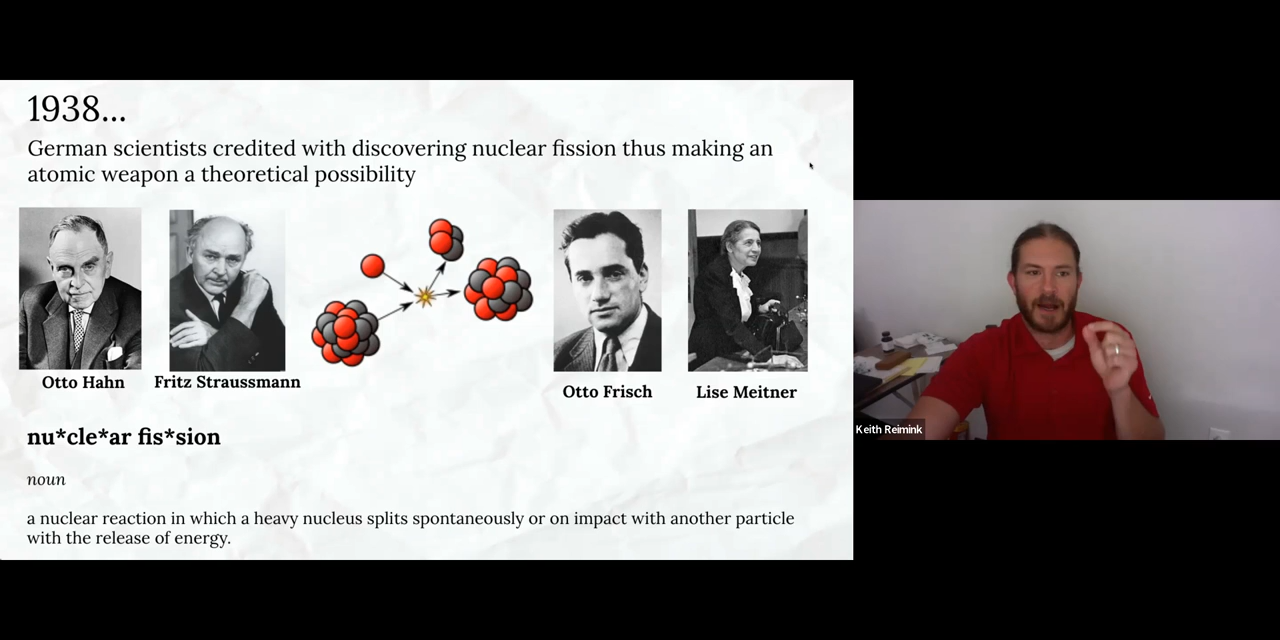 1938...
German scientists credited with discovering nuclear fission thus making an
atomic weapon a theoretical possibility
Otto Hahn
Fritz Straussmann
Otto Frisch
Lise Meitner
nu*cle*ar fis*sion
noun
a nuclear reaction in which a heavy nucleus splits spontaneously or on impact with another particle
with the release of energy.
Keith Reimink